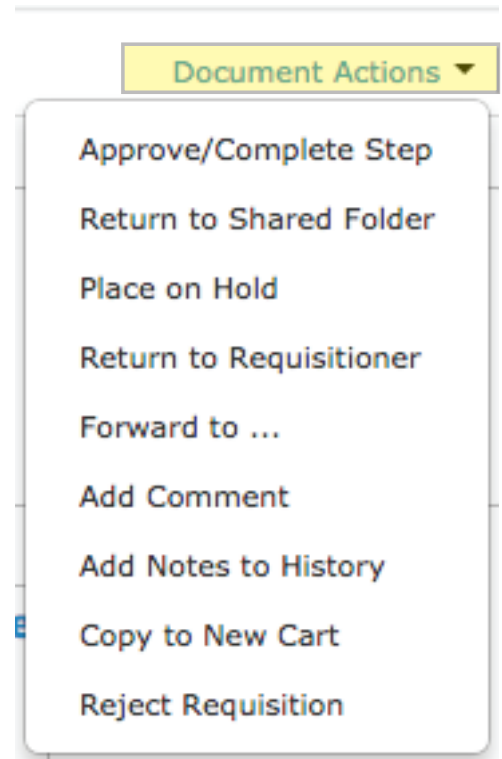 Document Actions
Approve/Complete Step
Return to Shared Folder
Place on Hold
Return to Requisitioner
Forward to ...
Add Comment
Add Notes to History
Copy to New Cart
Reject Requisition